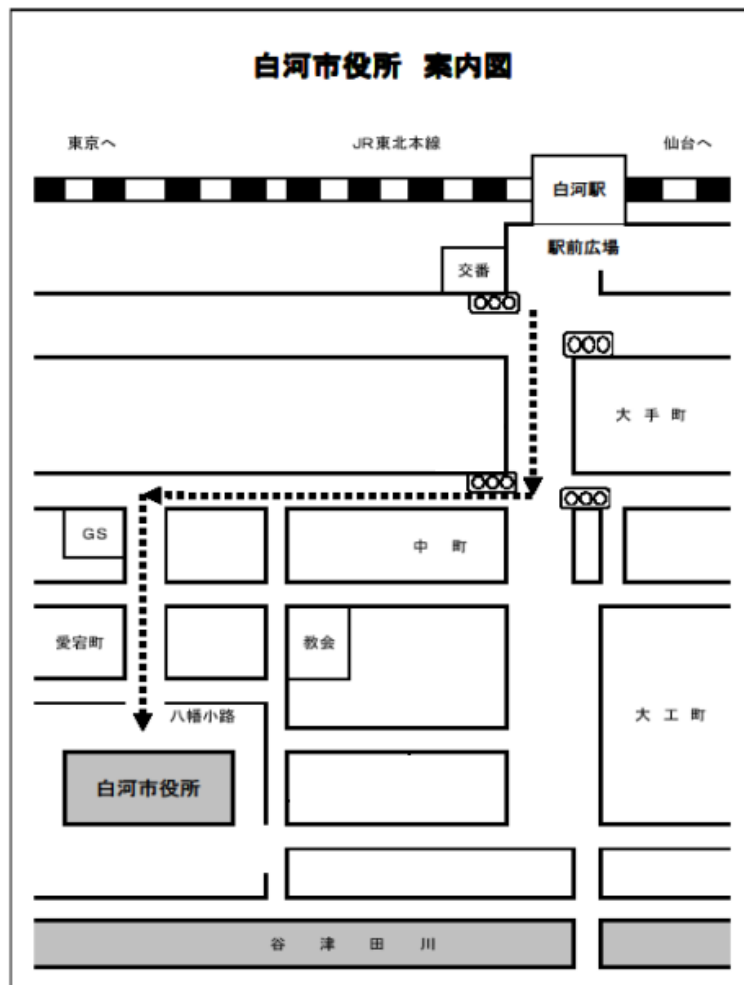 白河市役所 案内図
東京へ
JR東北本線
仙台へ
白河駅
駅前広場
交番
大手町
GS
中町
愛宕町
教会
八幡小路
大工町
白河市役所
谷津田川